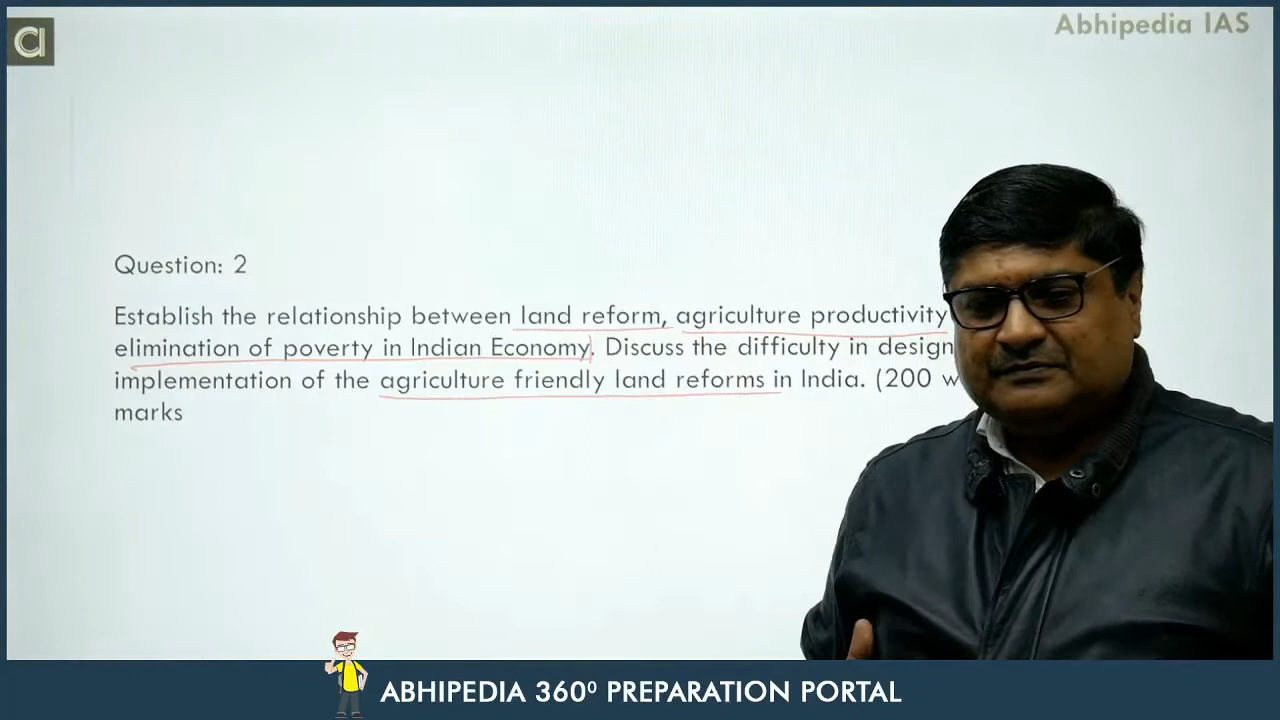 Abhipedia IAS
Question: 2
Establish the relationship between land reform, agriculture productivity
elimination of poverty in Indian Economy. Discuss the difficulty in design
implementation of the agriculture friendly land reforms in India. (200 w
marks
ABHIPEDIA 360⁰ PREPARATION PORTAL